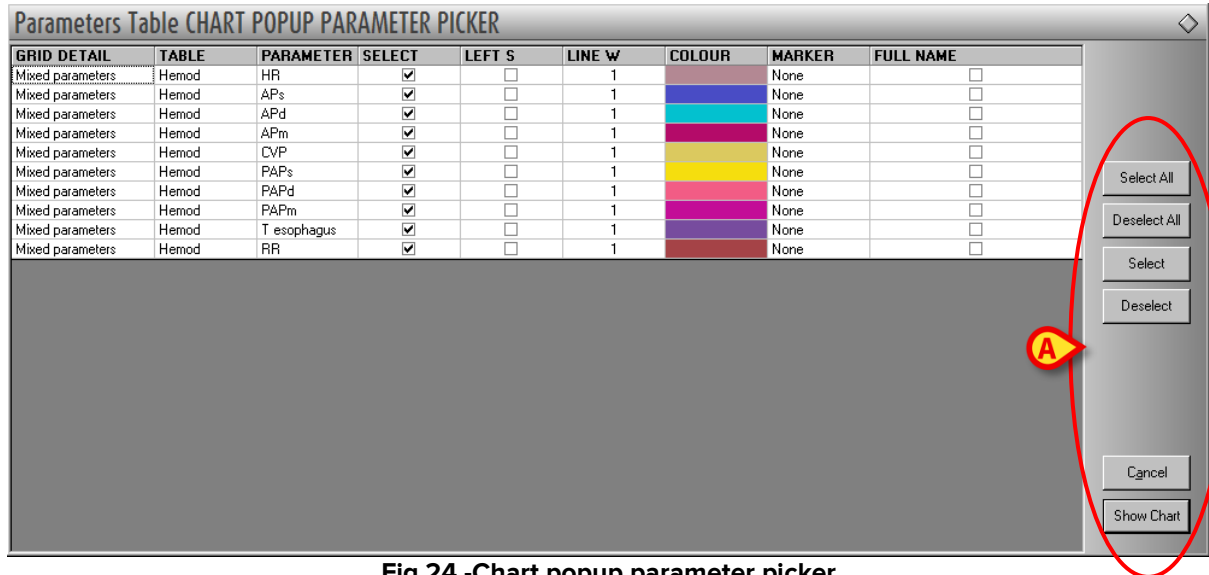 Parameters Table CHART POPUP PARAMETER PICKER
GRID DETAIL TABLE PARAMETER SELECT LEFT S LINE W COLOUR MARKER FULL NAME
Mixed parameters Hemod HR 1 None
Mixed parameters Hemod APs 1 None
Mixed parameters Hemod APd 1 None
Mixed parameters Hemod APm 1 None
Mixed parameters Hemod CVP 1 None
Mixed parameters Hemod PAPs 1 None
Mixed parameters Hemod PAPd 1 None
Mixed parameters Hemod PAPm 1 None
Mixed parameters Hemod T esophagus 1 None
Mixed parameters Hemod RR 1 None
Select All
Deselect All
Select
Deselect
A
Cancel
Show Chart
Fig 24 -Chart popup parameter picker